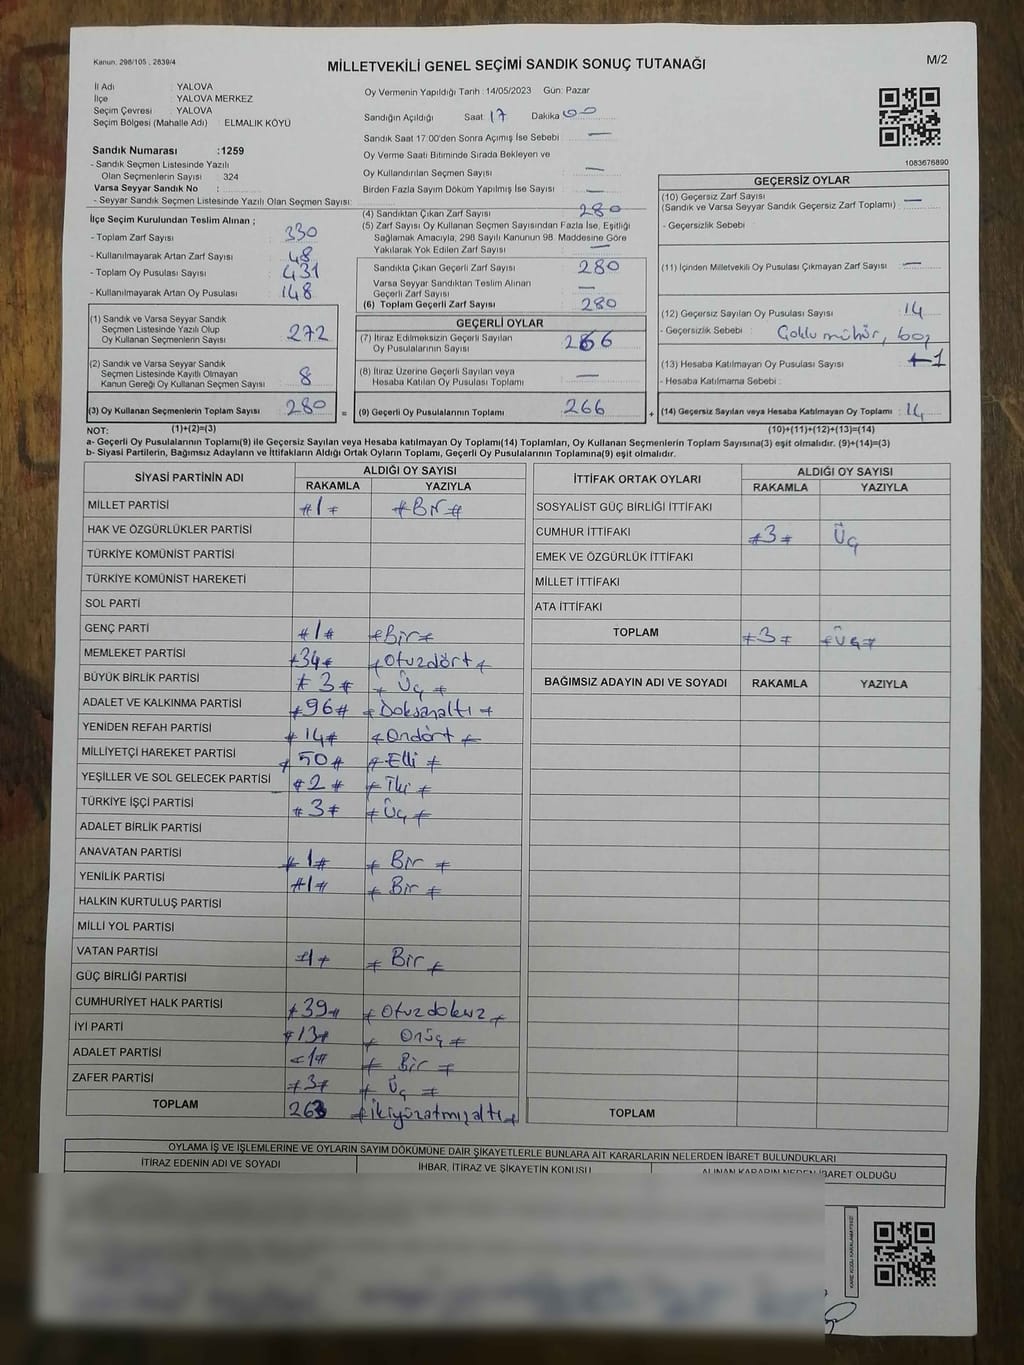 Kanun, 298/105 , 2839/4
MİLLETVEKİLİ GENEL SEÇİMİ SANDIK SONUÇ TUTANAĞI
M/2
İl Adı : YALOVA
İlçe : YALOVA MERKEZ
Seçim Çevresi : YALOVA
Seçim Bölgesi (Mahalle Adı) : ELMALIK KÖYÜ
Sandık Numarası :1259
- Sandık Seçmen Listesinde Yazılı
Olan Seçmenlerin Sayısı : 324
Varsa Seyyar Sandık No :
- Seyyar Sandık Seçmen Listesinde Yazılı Olan Seçmen Sayısı:
Oy Vermenin Yapıldığı Tarih :14/05/2023 Gün: Pazar
Sandığın Açıldığı Saat: 17 Dakika 00
Sandık Saat 17:00'den Sonra Açılmış İse Sebebi : —
Oy Verme Saati Bitiminde Sırada Bekleyen ve
Oy Kullandırılan Seçmen Sayısı : —
Birden Fazla Sayım Döküm Yapılmış İse Sayısı : —
1083676890
İlçe Seçim Kurulundan Teslim Alınan ;
- Toplam Zarf Sayısı : 330
- Kullanılmayarak Artan Zarf Sayısı : 48
- Toplam Oy Pusulası Sayısı : 431
- Kullanılmayarak Artan Oy Pusulası : 148
(4) Sandıktan Çıkan Zarf Sayısı : 280
(5) Zarf Sayısı Oy Kullanan Seçmen Sayısından Fazla İse, Eşitliği
Sağlamak Amacıyla, 298 Sayılı Kanunun 98. Maddesine Göre
Yakılarak Yok Edilen Zarf Sayısı : —
Sandıkta Çıkan Geçerli Zarf Sayısı : 280
Varsa Seyyar Sandıktan Teslim Alınan
Geçerli Zarf Sayısı : —
(6) Toplam Geçerli Zarf Sayısı : 280
GEÇERSİZ OYLAR
(10) Geçersiz Zarf Sayısı
(Sandık ve Varsa Seyyar Sandık Geçersiz Zarf Toplamı) : —
- Geçersizlik Sebebi :
(11) İçinden Milletvekili Oy Pusulası Çıkmayan Zarf Sayısı : —
(12) Geçersiz Sayılan Oy Pusulası Sayısı : 14
- Geçersizlik Sebebi : Çoklu mühür, boş
(13) Hesaba Katılmayan Oy Pusulası Sayısı :
- Hesaba Katılmama Sebebi :
(14) Geçersiz Sayılan veya Hesaba Katılmayan Oy Toplamı : 14
(1) Sandık ve Varsa Seyyar Sandık
Seçmen Listesinde Yazılı Olup
Oy Kullanan Seçmenlerin Sayısı : 272
(2) Sandık ve Varsa Seyyar Sandık
Seçmen Listesinde Kayıtlı Olmayan
Kanun Gereği Oy Kullanan Seçmen Sayısı : 8
(3) Oy Kullanan Seçmenlerin Toplam Sayısı : 280 =
GEÇERLİ OYLAR
(7) İtiraz Edilmeksizin Geçerli Sayılan
Oy Pusulalarının Sayısı : 266
(8) İtiraz Üzerine Geçerli Sayılan veya
Hesaba Katılan Oy Pusulası Toplamı : —
(9) Geçerli Oy Pusulalarının Toplamı : 266 +
NOT: (1)+(2)=(3)
(10)+(11)+(12)+(13)=(14)
a- Geçerli Oy Pusulalarının Toplamı(9) ile Geçersiz Sayılan veya Hesaba katılmayan Oy Toplamı(14) Toplamları, Oy Kullanan Seçmenlerin Toplam Sayısına(3) eşit olmalıdır. (9)+(14)=(3)
b- Siyasi Partilerin, Bağımsız Adayların ve İttifakların Aldığı Ortak Oyların Toplamı, Geçerli Oy Pusulalarının Toplamına(9) eşit olmalıdır.
SİYASİ PARTİNİN ADI
ALDIĞI OY SAYISI
RAKAMLA YAZIYLA
MİLLET PARTİSİ #1# #Bir#
HAK VE ÖZGÜRLÜKLER PARTİSİ
TÜRKİYE KOMÜNİST PARTİSİ
TÜRKİYE KOMÜNİST HAREKETİ
SOL PARTİ
GENÇ PARTİ #1# #Bir#
MEMLEKET PARTİSİ #34# #Otuzdört#
BÜYÜK BİRLİK PARTİSİ #3# #Üç#
ADALET VE KALKINMA PARTİSİ #96# #Doksanaltı#
YENİDEN REFAH PARTİSİ #14# #Ondört#
MİLLİYETÇİ HAREKET PARTİSİ #50# #Elli#
YEŞİLLER VE SOL GELECEK PARTİSİ #2# #İki#
TÜRKİYE İŞÇİ PARTİSİ #3# #Üç#
ADALET BİRLİK PARTİSİ
ANAVATAN PARTİSİ #1# #Bir#
YENİLİK PARTİSİ #1# #Bir#
HALKIN KURTULUŞ PARTİSİ
MİLLİ YOL PARTİSİ
VATAN PARTİSİ #1# #Bir#
GÜÇ BİRLİĞİ PARTİSİ
CUMHURİYET HALK PARTİSİ #39# #Otuzdokuz#
İYİ PARTİ #13# #Onüç#
ADALET PARTİSİ #1# #Bir#
ZAFER PARTİSİ #3# #Üç#
TOPLAM 263 #İkiyüzatmışaltı#
İTTİFAK ORTAK OYLARI
ALDIĞI OY SAYISI
RAKAMLA YAZIYLA
SOSYALİST GÜÇ BİRLİĞİ İTTİFAKI
CUMHUR İTTİFAKI #3# Üç
EMEK VE ÖZGÜRLÜK İTTİFAKI
MİLLET İTTİFAKI
ATA İTTİFAKI
TOPLAM #3# #Üç#
BAĞIMSIZ ADAYIN ADI VE SOYADI RAKAMLA YAZIYLA
TOPLAM
OYLAMA İŞ VE İŞLEMLERİNE VE OYLARIN SAYIM DÖKÜMÜNE DAİR ŞİKAYETLERLE BUNLARA AİT KARARLARIN NELERDEN İBARET BULUNDUKLARI
İTİRAZ EDENİN ADI VE SOYADI
İHBAR, İTİRAZ VE ŞİKAYETİN KONUSU
ALINAN KARARIN NEDEN İBARET OLDUĞU